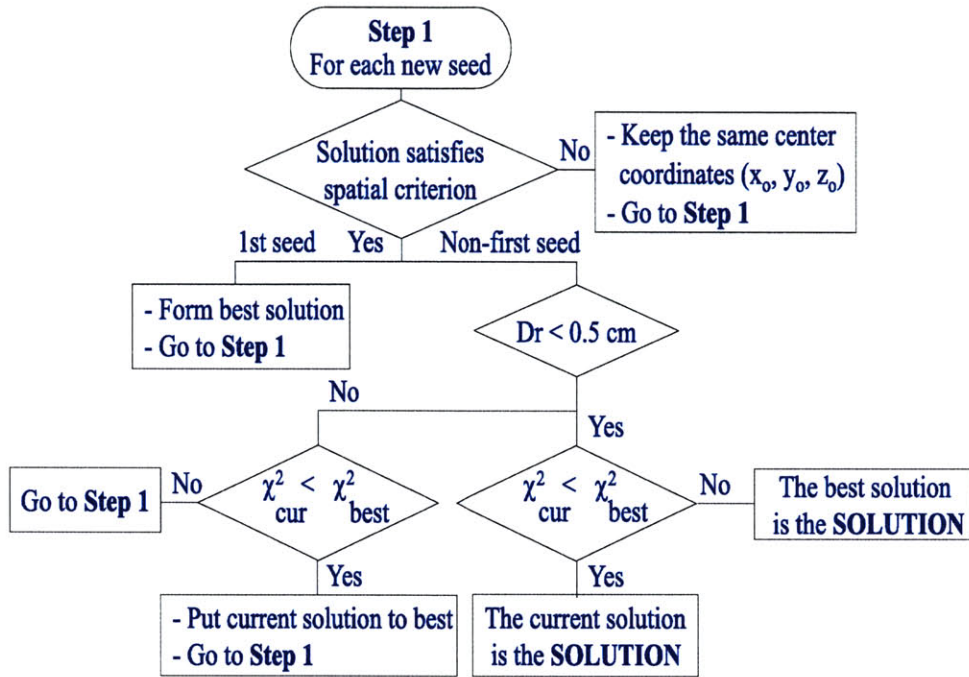 Step 1
For each new seed
Solution satisfies
spatial criterion
No
- Keep the same center
coordinates (x₀, y₀, z₀)
- Go to Step 1
1st seed
Yes
Non-first seed
- Form best solution
- Go to Step 1
Dr < 0.5 cm
No
Yes
Go to Step 1
No
χ²cur < χ²best
χ²cur < χ²best
No
The best solution
is the SOLUTION
Yes
Yes
- Put current solution to best
- Go to Step 1
The current solution
is the SOLUTION